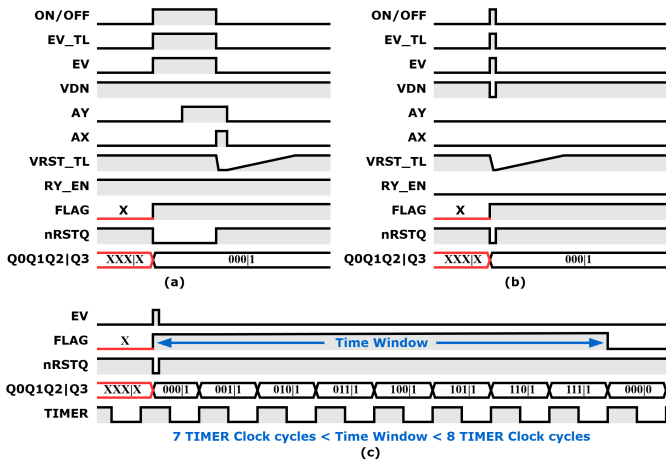 ON/OFF
EV_TL
EV
VDN
AY
AX
VRST_TL
RY_EN
FLAG X
nRSTQ
Q0Q1Q2|Q3 XXX|X 000|1
(a)
ON/OFF
EV_TL
EV
VDN
AY
AX
VRST_TL
RY_EN
FLAG X
nRSTQ
Q0Q1Q2|Q3 XXX|X 000|1
(b)
EV
FLAG X Time Window
nRSTQ
Q0Q1Q2|Q3 XXX|X 000|1 001|1 010|1 011|1 100|1 101|1 110|1 111|1 000|0
TIMER
7 TIMER Clock cycles < Time Window < 8 TIMER Clock cycles
(c)